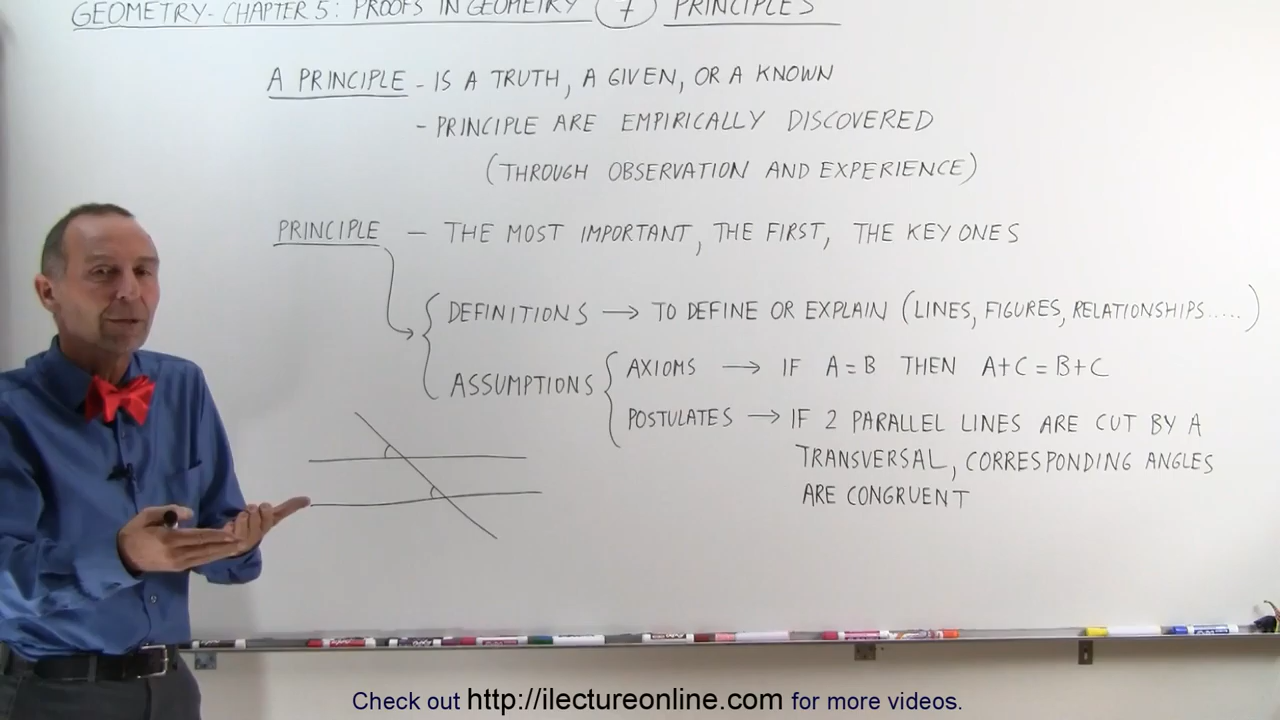 GEOMETRY- CHAPTER 5: PROOFS IN GEOMETRY 7 PRINCIPLES
A PRINCIPLE - IS A TRUTH, A GIVEN, OR A KNOWN
- PRINCIPLE ARE EMPIRICALLY DISCOVERED
(THROUGH OBSERVATION AND EXPERIENCE)
PRINCIPLE - THE MOST IMPORTANT, THE FIRST, THE KEY ONES
DEFINITIONS → TO DEFINE OR EXPLAIN (LINES, FIGURES, RELATIONSHIPS.....)
ASSUMPTIONS
AXIOMS → IF A = B THEN A+C = B+C
POSTULATES → IF 2 PARALLEL LINES ARE CUT BY A
TRANSVERSAL, CORRESPONDING ANGLES
ARE CONGRUENT
Check out http://ilectureonline.com for more videos.